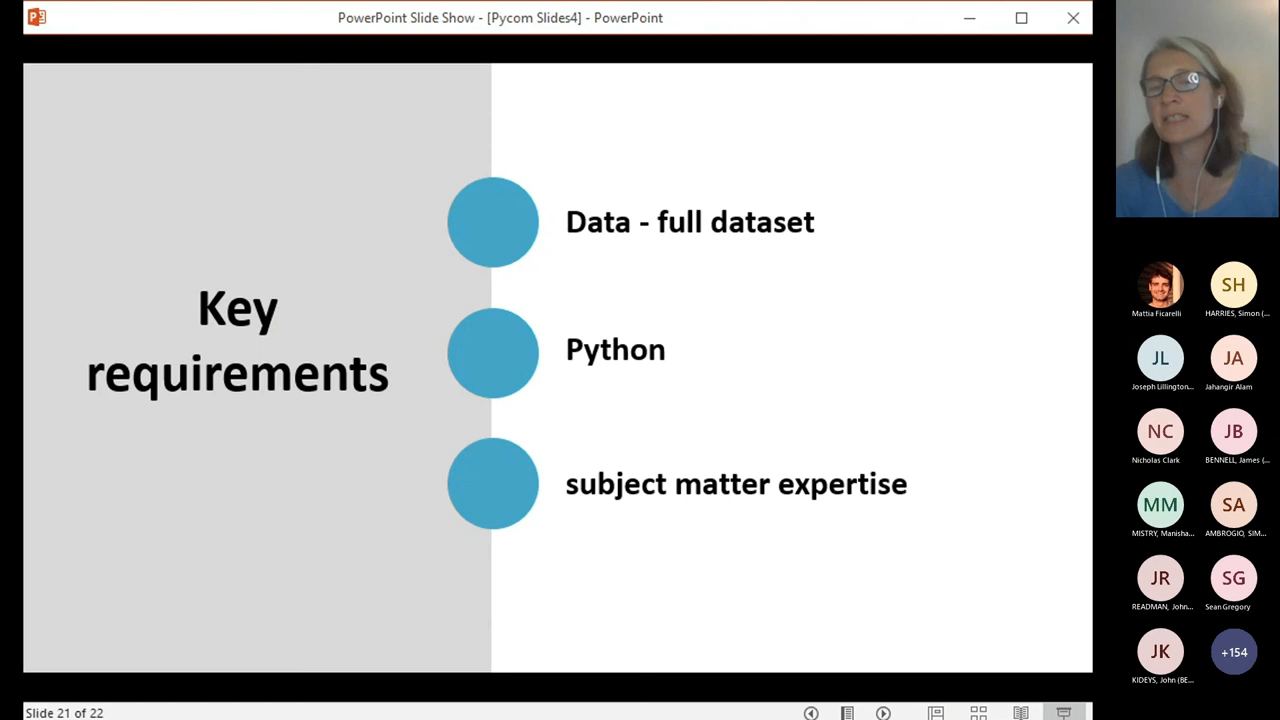 PowerPoint Slide Show - [Pycom Slides4] - PowerPoint
Key
requirements
Data - full dataset
Python
subject matter expertise
SH
Mattia Ficarelli
HARRIES, Simon (...
JL
JA
Joseph Lillington...
Jahangir Alam
NC
JB
Nicholas Clark
BENNELL, James (...
MM
SA
MISTRY, Manisha...
AMBROGIO, SIM...
JR
SG
READMAN, John...
Sean Gregory
JK
+154
KIDEYS, John (BE...
Slide 21 of 22